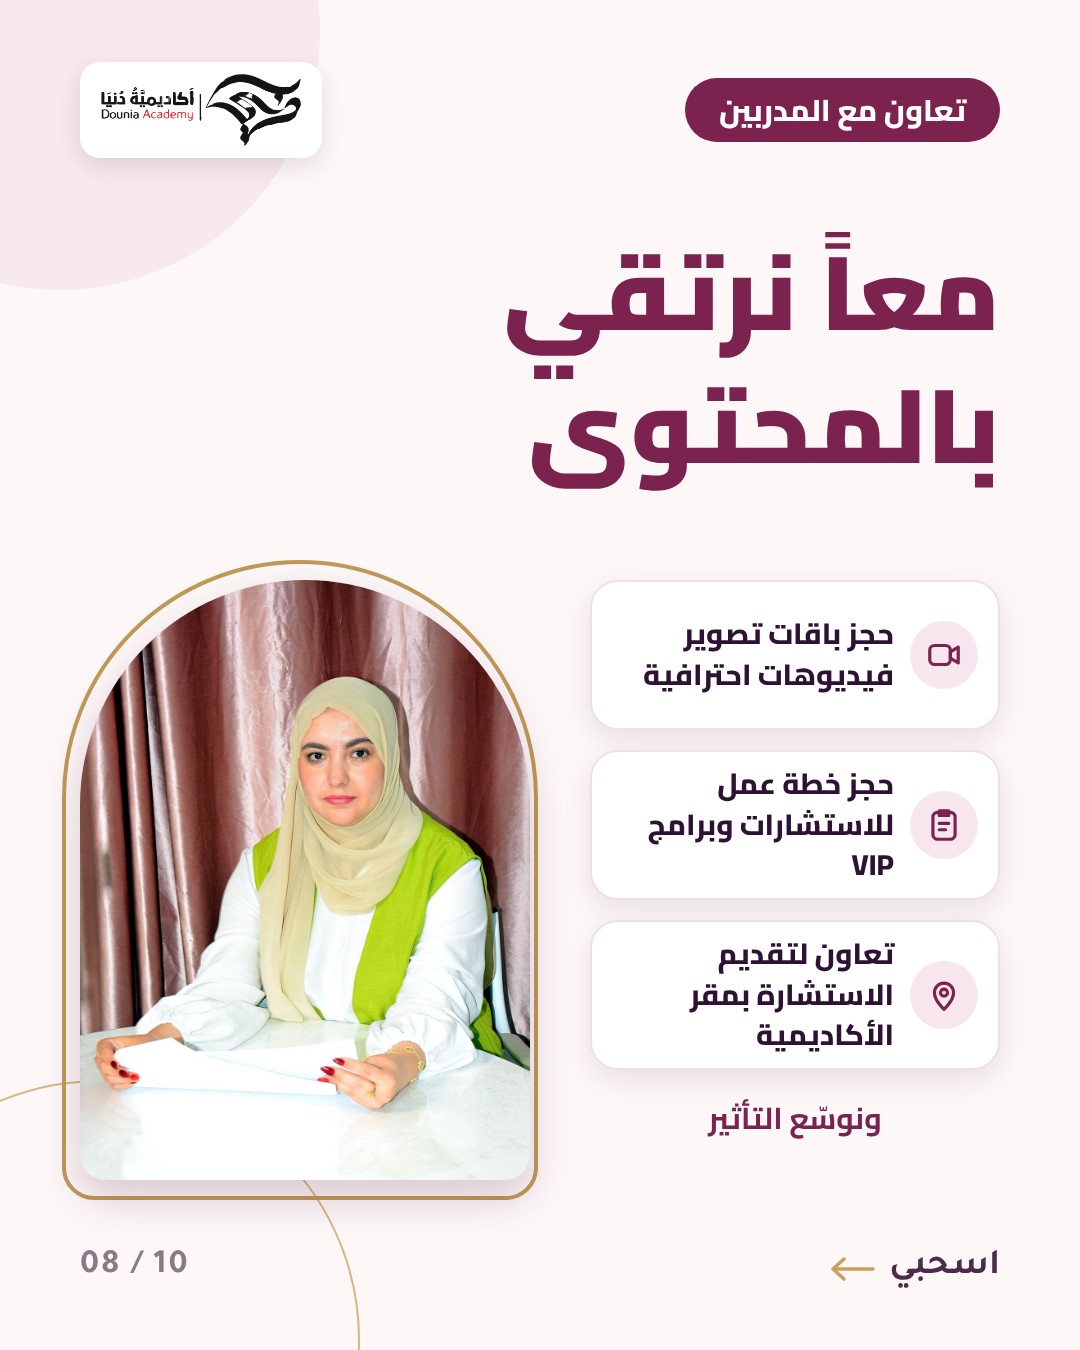 تعاون مع المدربين
أكاديميَّةُ دُنيَا
Dounia Academy
معاً نرتقي
بالمحتوى
حجز باقات تصوير
فيديوهات احترافية
حجز خطة عمل
للاستشارات وبرامج
VIP
تعاون لتقديم
الاستشارة بمقر
الأكاديمية
ونوسّع التأثير
اسحبي
08 / 10